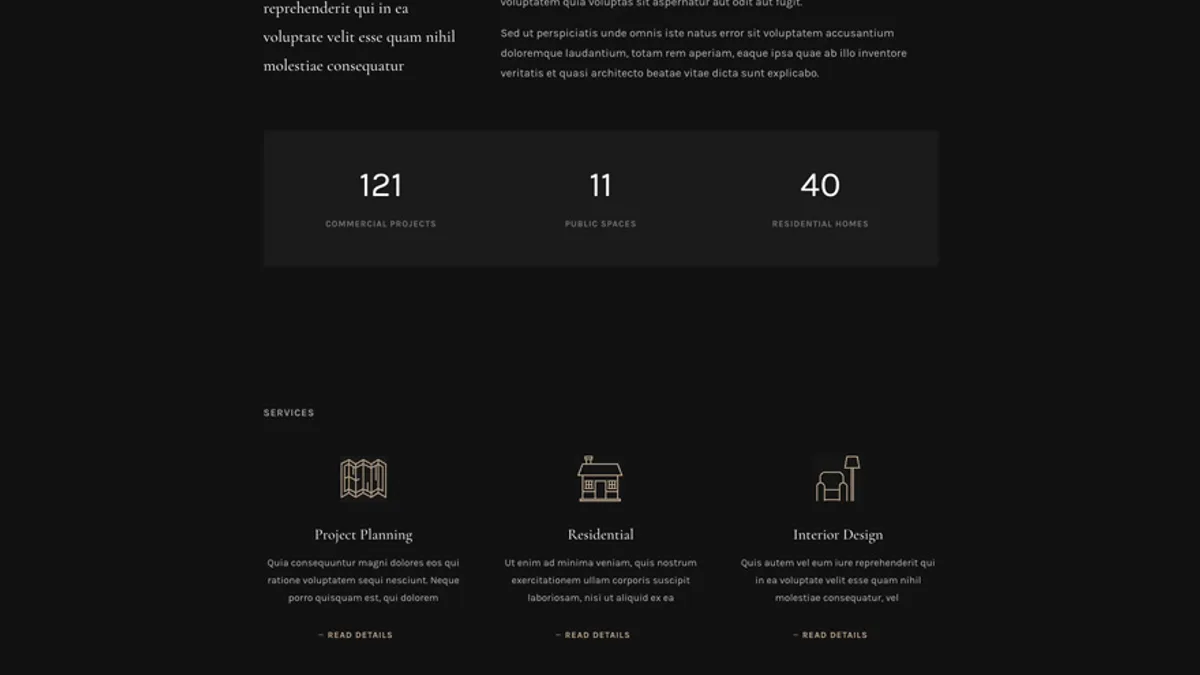 reprehenderit qui in ea
voluptate velit esse quam nihil
molestiae consequatur
voluptatem quia voluptas sit aspernatur aut odit aut fugit.
Sed ut perspiciatis unde omnis iste natus error sit voluptatem accusantium
doloremque laudantium, totam rem aperiam, eaque ipsa quae ab illo inventore
veritatis et quasi architecto beatae vitae dicta sunt explicabo.
121
COMMERCIAL PROJECTS
11
PUBLIC SPACES
40
RESIDENTIAL HOMES
SERVICES
Project Planning
Quia consequuntur magni dolores eos qui
ratione voluptatem sequi nesciunt. Neque
porro quisquam est, qui dolorem
– READ DETAILS
Residential
Ut enim ad minima veniam, quis nostrum
exercitationem ullam corporis suscipit
laboriosam, nisi ut aliquid ex ea
– READ DETAILS
Interior Design
Quis autem vel eum iure reprehenderit qui
in ea voluptate velit esse quam nihil
molestiae consequatur, vel
– READ DETAILS